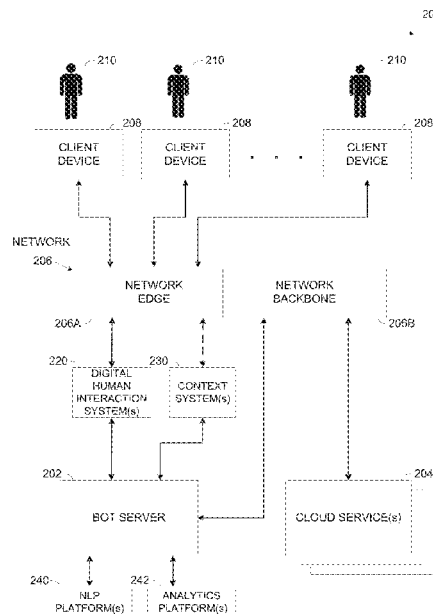 20
210
210
210
208
208
208
CLIENT
DEVICE
CLIENT
DEVICE
CLIENT
DEVICE
NETWORK
206
NETWORK
EDGE
NETWORK
BACKBONE
206A
206B
220
230
DIGITAL
HUMAN
INTERACTION
SYSTEM(s)
CONTEXT
SYSTEM(s)
202
204
BOT SERVER
CLOUD SERVICE(s)
240
242
NLP
PLATFORM(s)
ANALYTICS
PLATFORM(s)